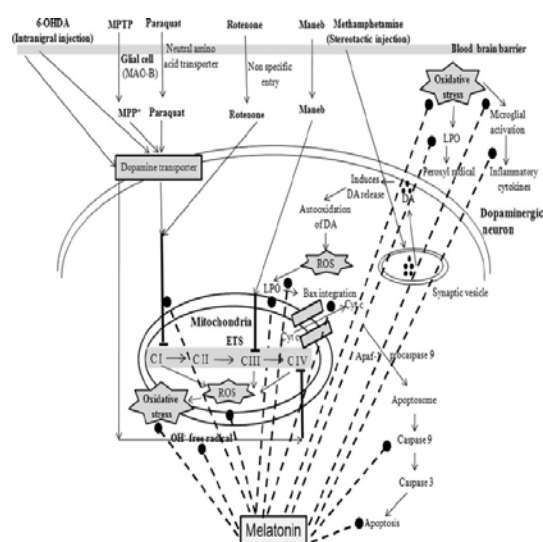 6-OHDA
(Intranigral injection)
MPTP
Paraquat
Rotenone
Maneb
Methamphetamine
(Stereotactic injection)
Blood brain barrier
Glial cell
(MAO-B)
Neutral amino
acid transporter
Non specific
entry
Oxidative
stress
Microglial
activation
MPP+
Paraquat
Rotenone
Maneb
LPO
Peroxyl radical
Inflammatory
cytokines
Dopamine transporter
Induces
DA release
DA
Dopaminergic
neuron
Autooxidation
of DA
ROS
Synaptic vesicle
LPO
Bax integration
Cyt c
Mitochondria
ETS
Cyt c
CI
CII
CIII
CIV
Apaf-1
procaspase 9
ROS
Oxidative
stress
Apoptosome
OH· free radical
Caspase 9
Caspase 3
Melatonin
Apoptosis